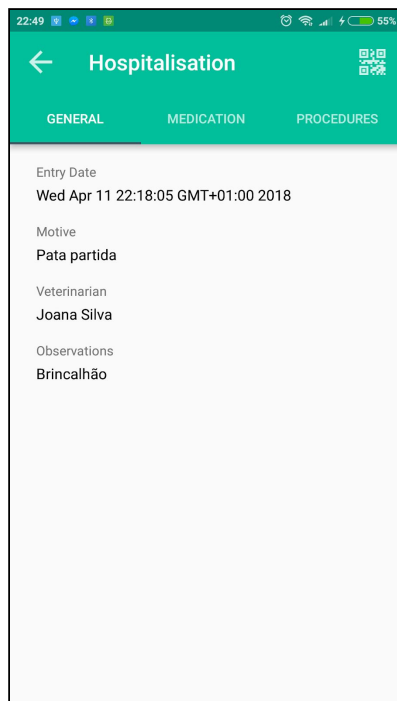 22:49 55%
Hospitalisation
GENERAL MEDICATION PROCEDURES
Entry Date
Wed Apr 11 22:18:05 GMT+01:00 2018
Motive
Pata partida
Veterinarian
Joana Silva
Observations
Brincalhão